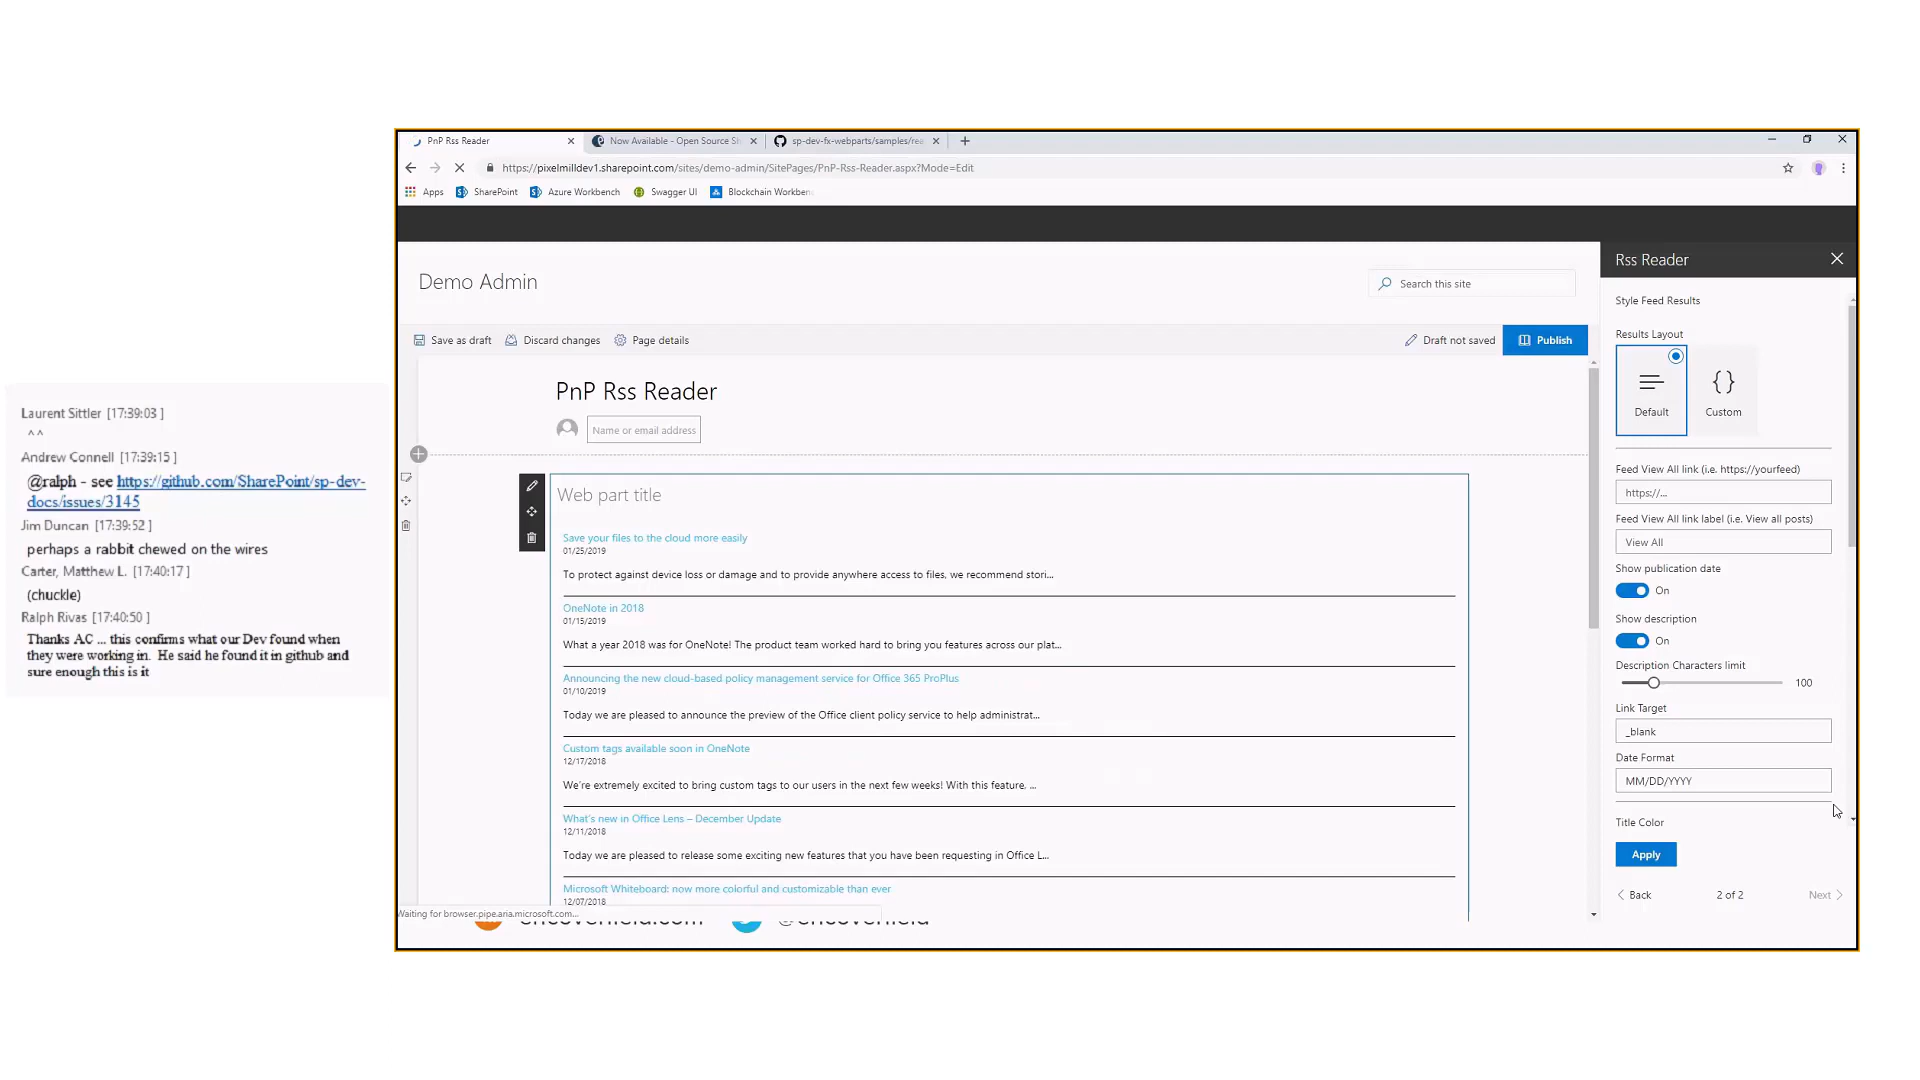 Laurent Sittler [17:39:03 ]
^ ^
Andrew Connell [17:39:15 ]
@ralph - see https://github.com/SharePoint/sp-dev-
docs/issues/3145
Jim Duncan [17:39:52 ]
perhaps a rabbit chewed on the wires
Carter, Matthew L. [17:40:17 ]
(chuckle)
Ralph Rivas [17:40:50 ]
Thanks AC ... this confirms what our Dev found when
they were working in. He said he found it in github and
sure enough this is it
PnP Rss Reader
Now Available - Open Source Sh
sp-dev-fx-webparts/samples/rea
https://pixelmilldev1.sharepoint.com/sites/demo-admin/SitePages/PnP-Rss-Reader.aspx?Mode=Edit
Apps
SharePoint
Azure Workbench
Swagger UI
Blockchain Workben
Demo Admin
Search this site
Save as draft
Discard changes
Page details
Draft not saved
Publish
PnP Rss Reader
Name or email address
Web part title
Save your files to the cloud more easily
01/25/2019
To protect against device loss or damage and to provide anywhere access to files, we recommend stori...
OneNote in 2018
01/15/2019
What a year 2018 was for OneNote! The product team worked hard to bring you features across our plat...
Announcing the new cloud-based policy management service for Office 365 ProPlus
01/10/2019
Today we are pleased to announce the preview of the Office client policy service to help administrat...
Custom tags available soon in OneNote
12/17/2018
We're extremely excited to bring custom tags to our users in the next few weeks! With this feature, ...
What's new in Office Lens – December Update
12/11/2018
Today we are pleased to release some exciting new features that you have been requesting in Office L...
Microsoft Whiteboard: now more colorful and customizable than ever
12/07/2018
Waiting for browser.pipe.aria.microsoft.com...
Rss Reader
Style Feed Results
Results Layout
Default
{ }
Custom
Feed View All link (i.e. https://yourfeed)
https://...
Feed View All link label (i.e. View all posts)
View All
Show publication date
On
Show description
On
Description Characters limit
100
Link Target
_blank
Date Format
MM/DD/YYYY
Title Color
Apply
Back
2 of 2
Next